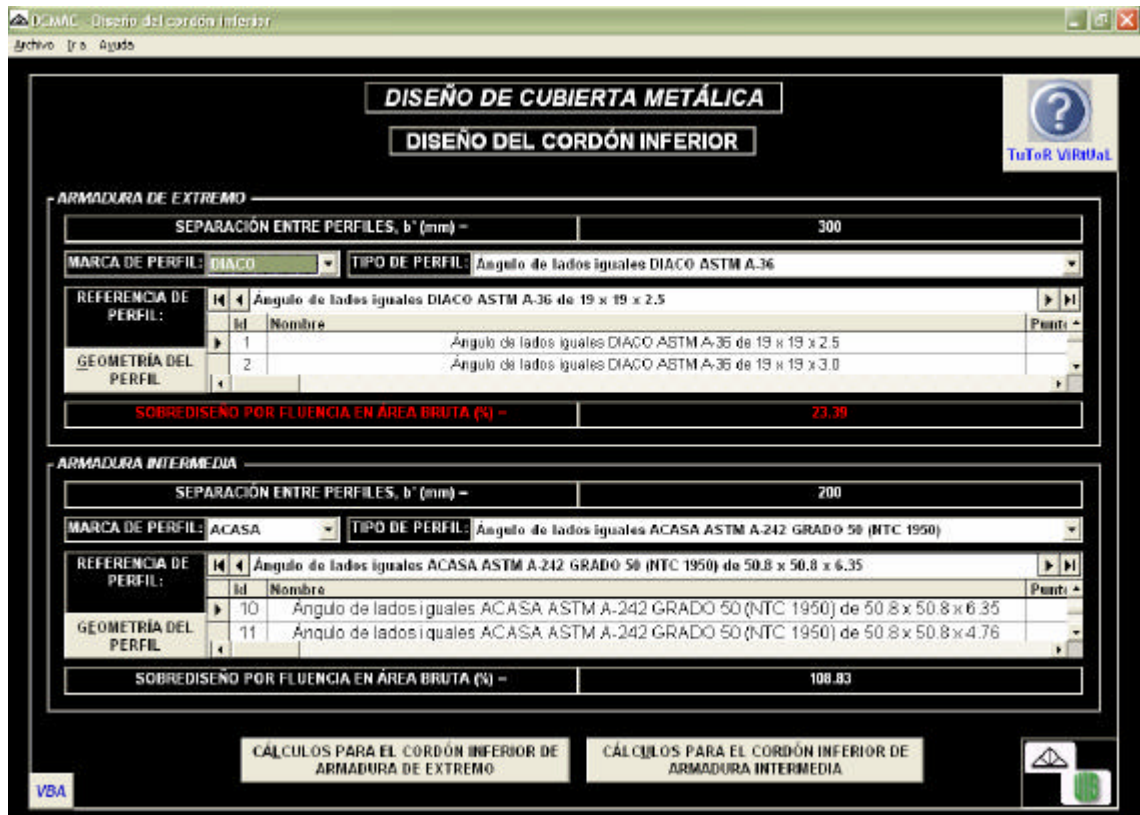 DCMAC - Diseño del cordón inferior
Archivo Ir a Ayuda
DISEÑO DE CUBIERTA METÁLICA
DISEÑO DEL CORDÓN INFERIOR
TuToR ViRtUaL
ARMADURA DE EXTREMO
SEPARACIÓN ENTRE PERFILES, b' (mm) = 300
MARCA DE PERFIL: DIACO TIPO DE PERFIL: Ángulo de lados iguales DIACO ASTM A-36
REFERENCIA DE PERFIL:
Ángulo de lados iguales DIACO ASTM A-36 de 19 x 19 x 2.5
Id Nombre
1 Ángulo de lados iguales DIACO ASTM A-36 de 19 x 19 x 2.5
2 Ángulo de lados iguales DIACO ASTM A-36 de 19 x 19 x 3.0
GEOMETRÍA DEL PERFIL
SOBREDISEÑO POR FLUENCIA EN ÁREA BRUTA (%) = 23.39
ARMADURA INTERMEDIA
SEPARACIÓN ENTRE PERFILES, b' (mm) = 200
MARCA DE PERFIL: ACASA TIPO DE PERFIL: Ángulo de lados iguales ACASA ASTM A-242 GRADO 50 (NTC 1950)
REFERENCIA DE PERFIL:
Ángulo de lados iguales ACASA ASTM A-242 GRADO 50 (NTC 1950) de 50.8 x 50.8 x 6.35
Id Nombre
10 Ángulo de lados iguales ACASA ASTM A-242 GRADO 50 (NTC 1950) de 50.8 x 50.8 x 6.35
11 Ángulo de lados iguales ACASA ASTM A-242 GRADO 50 (NTC 1950) de 50.8 x 50.8 x 4.76
GEOMETRÍA DEL PERFIL
SOBREDISEÑO POR FLUENCIA EN ÁREA BRUTA (%) = 108.83
CÁLCULOS PARA EL CORDÓN INFERIOR DE ARMADURA DE EXTREMO
CÁLCULOS PARA EL CORDÓN INFERIOR DE ARMADURA INTERMEDIA
VBA